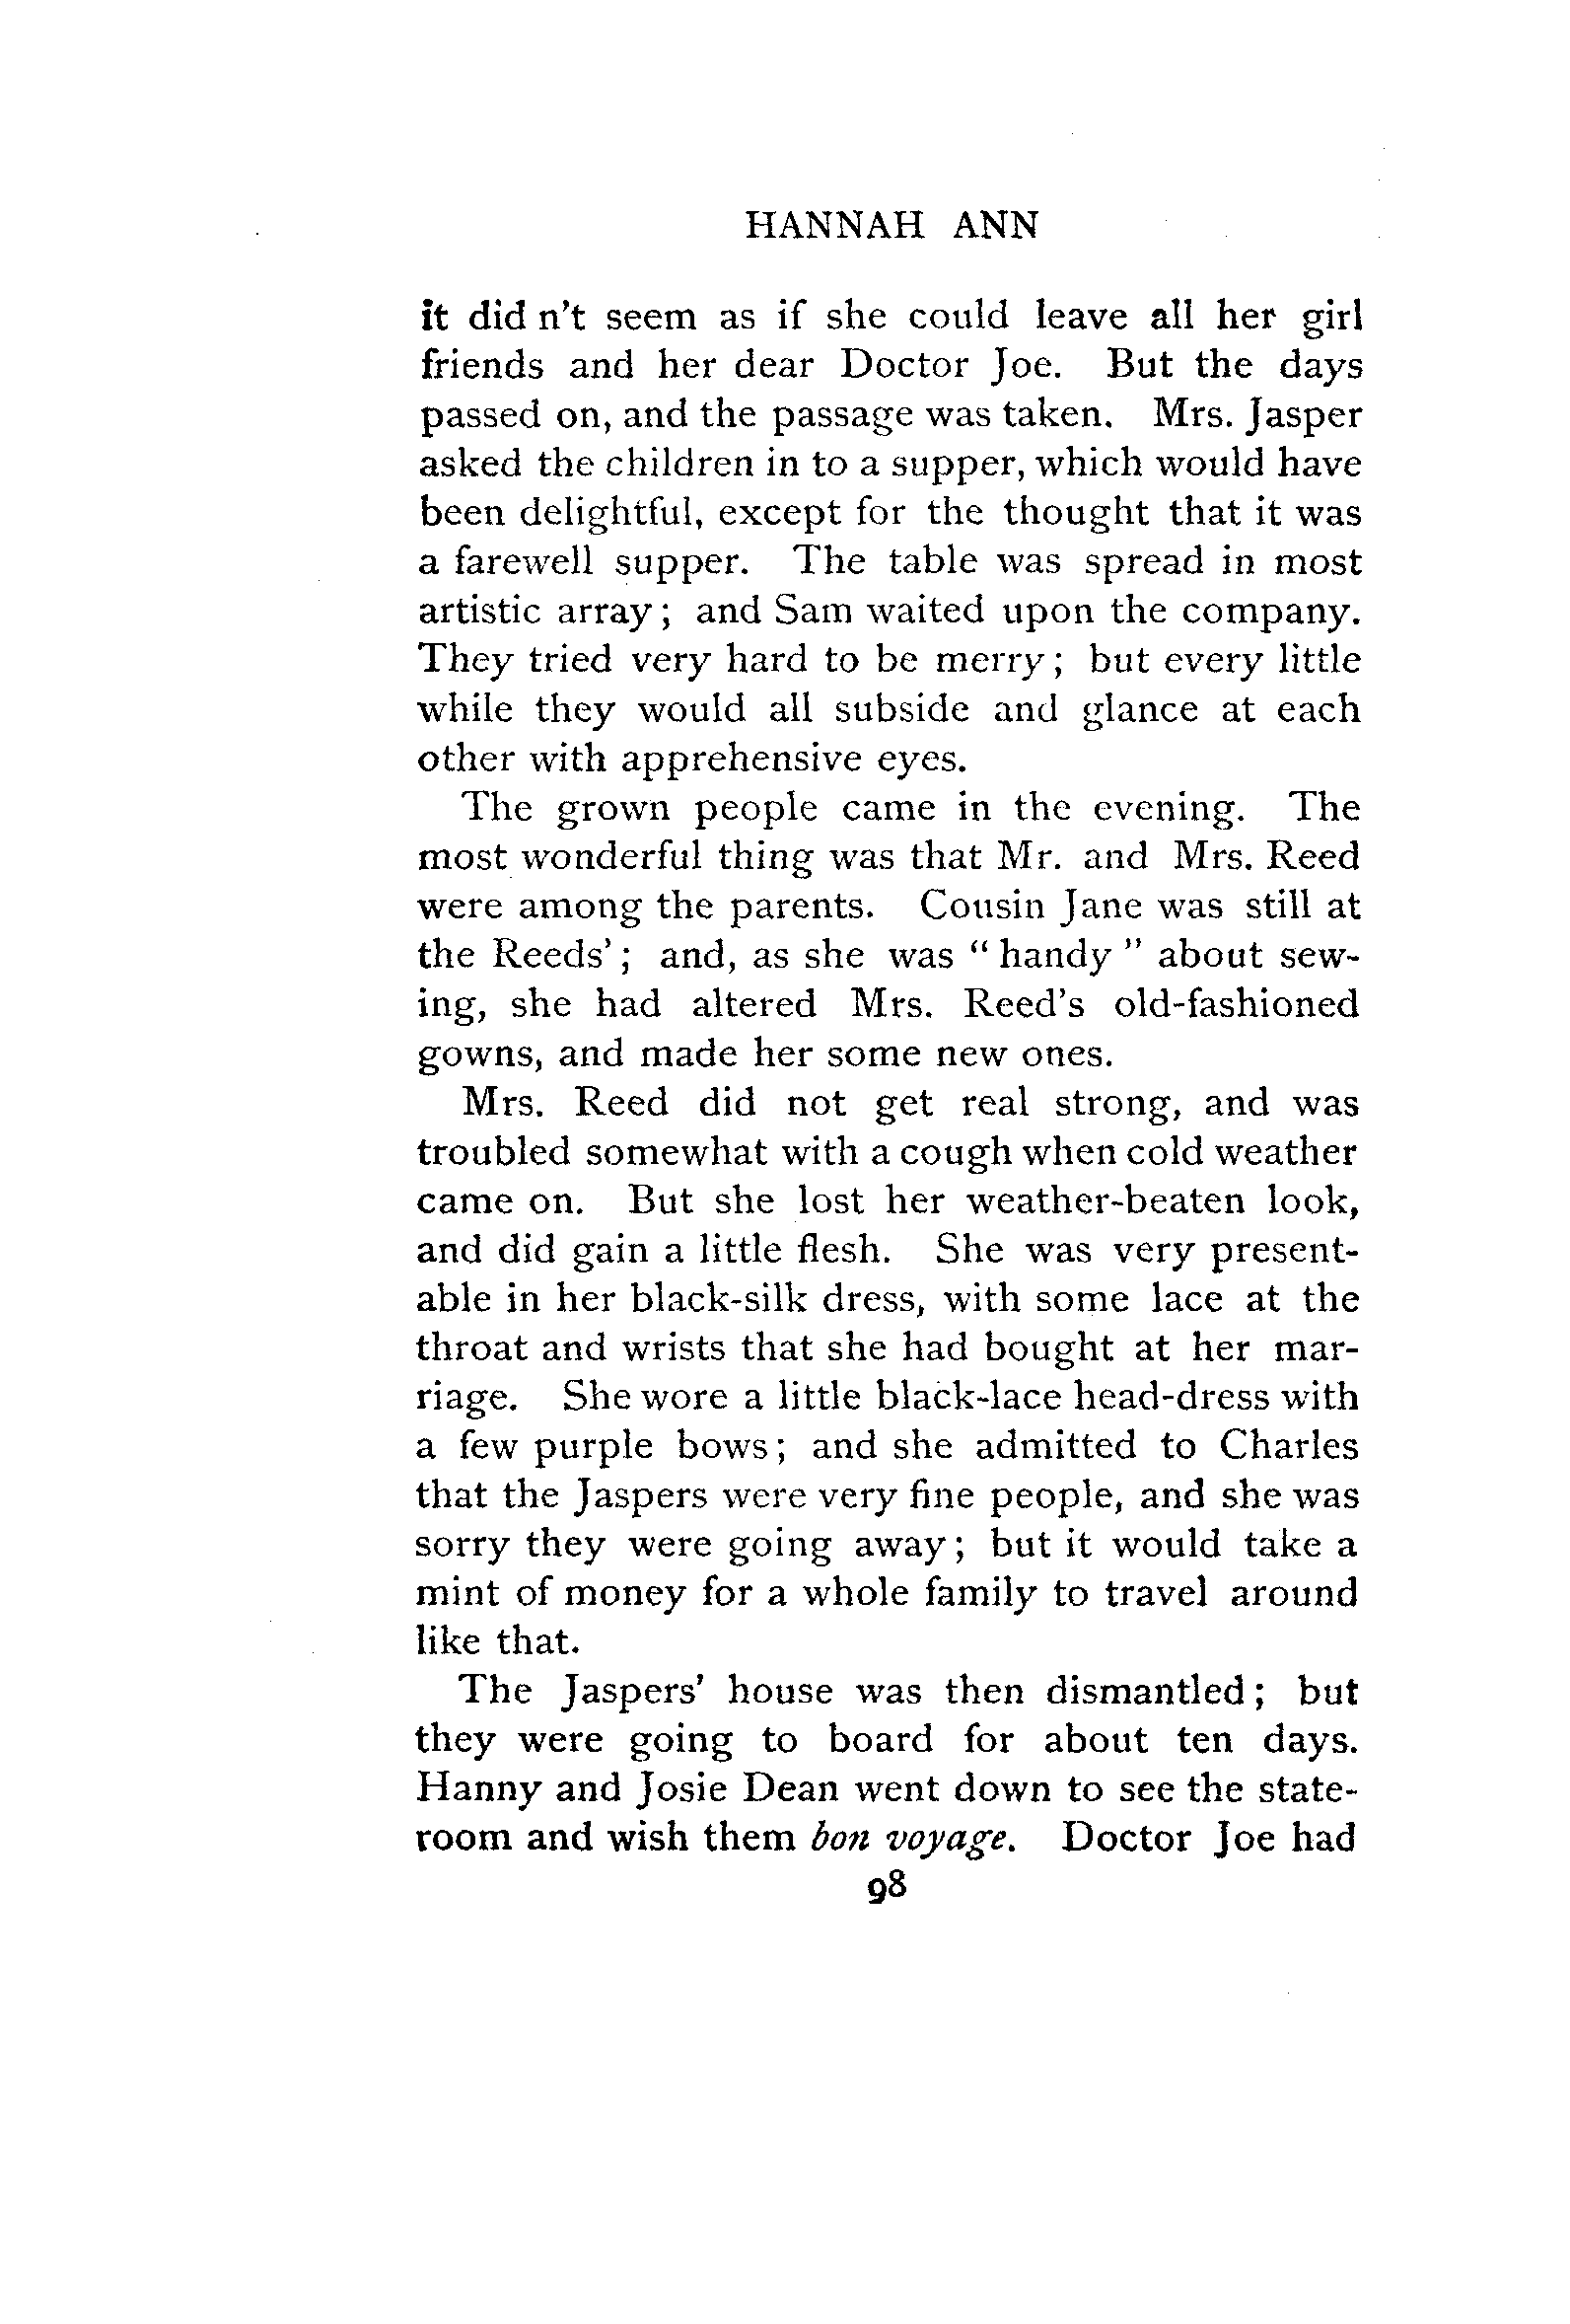 HANNAH ANN
it did n't seem as if she could leave all her girl
friends and her dear Doctor Joe. But the days
passed on, and the passage was taken. Mrs. Jasper
asked the children in to a supper, which would have
been delightful, except for the thought that it was
a farewell supper. The table was spread in most
artistic array; and Sam waited upon the company.
They tried very hard to be merry; but every little
while they would all subside and glance at each
other with apprehensive eyes.
The grown people came in the evening. The
most wonderful thing was that Mr. and Mrs. Reed
were among the parents. Cousin Jane was still at
the Reeds'; and, as she was "handy" about sew-
ing, she had altered Mrs. Reed's old-fashioned
gowns, and made her some new ones.
Mrs. Reed did not get real strong, and was
troubled somewhat with a cough when cold weather
came on. But she lost her weather-beaten look,
and did gain a little flesh. She was very present-
able in her black-silk dress, with some lace at the
throat and wrists that she had bought at her mar-
riage. She wore a little black-lace head-dress with
a few purple bows; and she admitted to Charles
that the Jaspers were very fine people, and she was
sorry they were going away; but it would take a
mint of money for a whole family to travel around
like that.
The Jaspers' house was then dismantled; but
they were going to board for about ten days.
Hanny and Josie Dean went down to see the state-
room and wish them bon voyage. Doctor Joe had
98